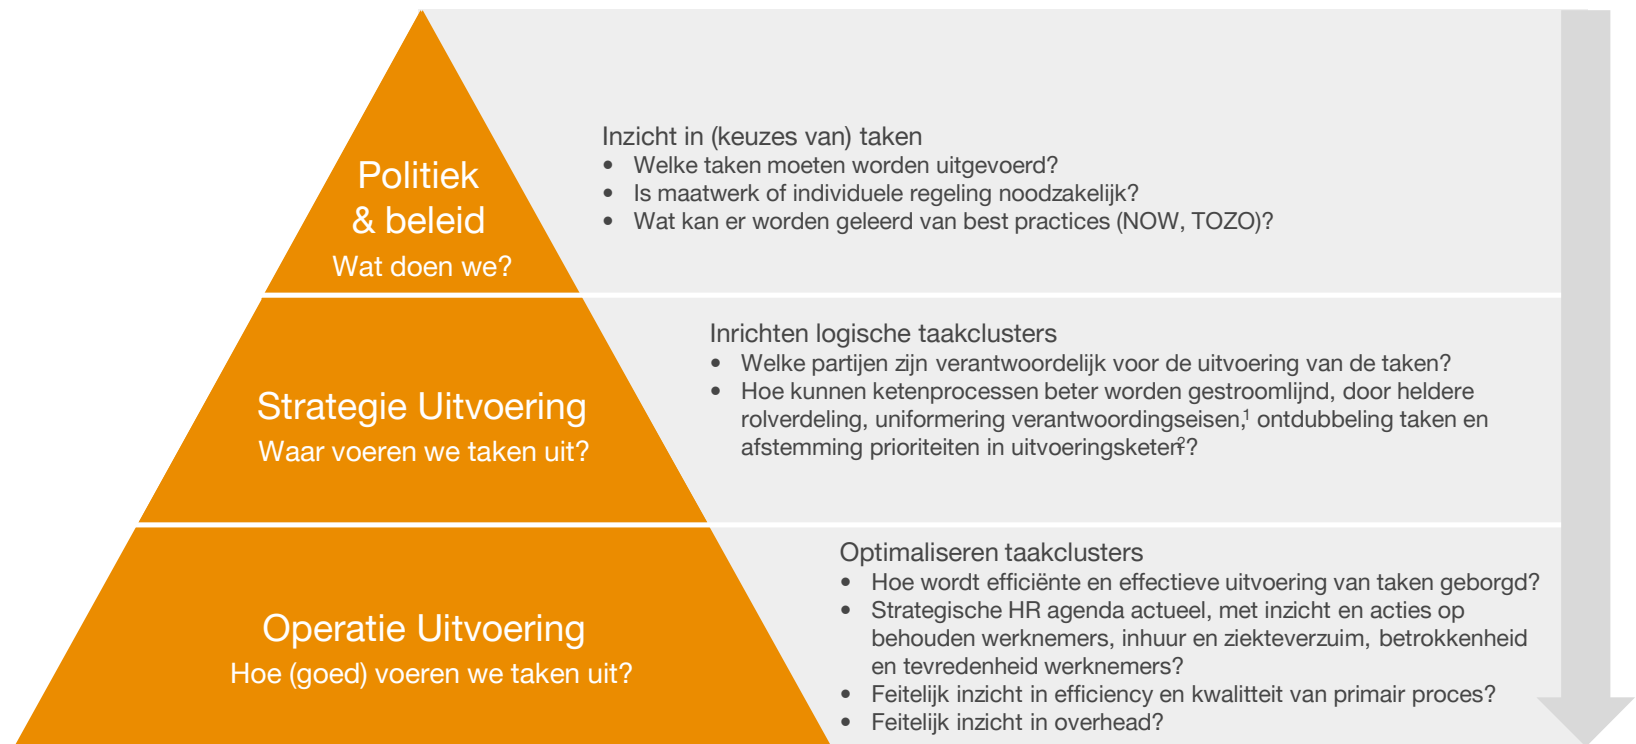 Politiek
& beleid
Wat doen we?
Inzicht in (keuzes van) taken
• Welke taken moeten worden uitgevoerd?
• Is maatwerk of individuele regeling noodzakelijk?
• Wat kan er worden geleerd van best practices (NOW, TOZO)?
Strategie Uitvoering
Waar voeren we taken uit?
Inrichten logische taakclusters
• Welke partijen zijn verantwoordelijk voor de uitvoering van de taken?
• Hoe kunnen ketenprocessen beter worden gestroomlijnd, door heldere
rolverdeling, uniformering verantwoordingseisen,¹ ontdubbeling taken en
afstemming prioriteiten in uitvoeringsketen²?
Operatie Uitvoering
Hoe (goed) voeren we taken uit?
Optimaliseren taakclusters
• Hoe wordt efficiënte en effectieve uitvoering van taken geborgd?
• Strategische HR agenda actueel, met inzicht en acties op
behouden werknemers, inhuur en ziekteverzuim, betrokkenheid
en tevredenheid werknemers?
• Feitelijk inzicht in efficiency en kwalitteit van primair proces?
• Feitelijk inzicht in overhead?